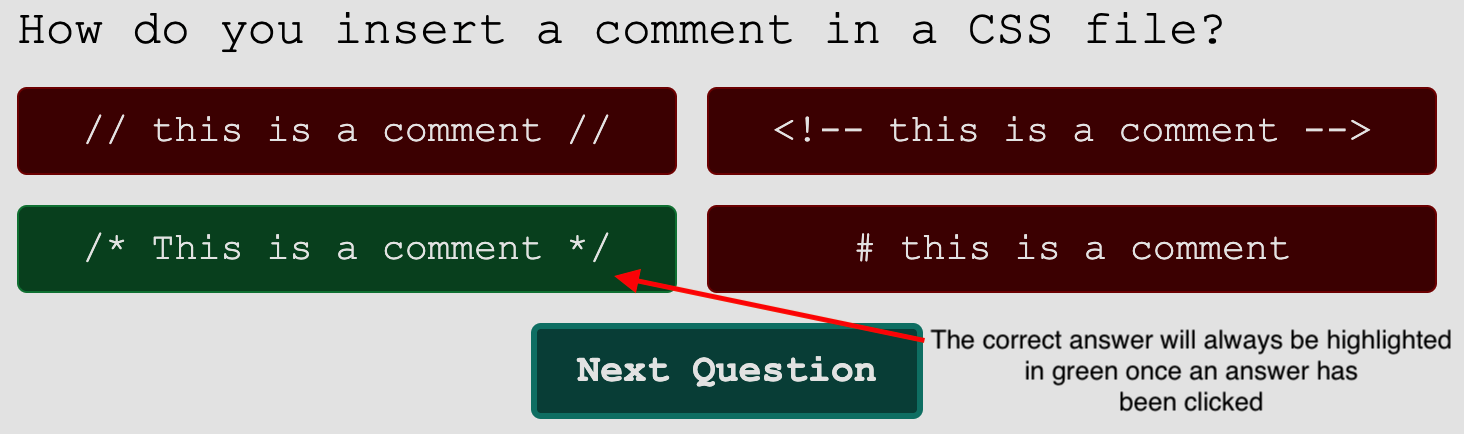 How do you insert a comment in a CSS file?
// this is a comment //
<!-- this is a comment -->
/* This is a comment */
# this is a comment
Next Question
The correct answer will always be highlighted
in green once an answer has
been clicked